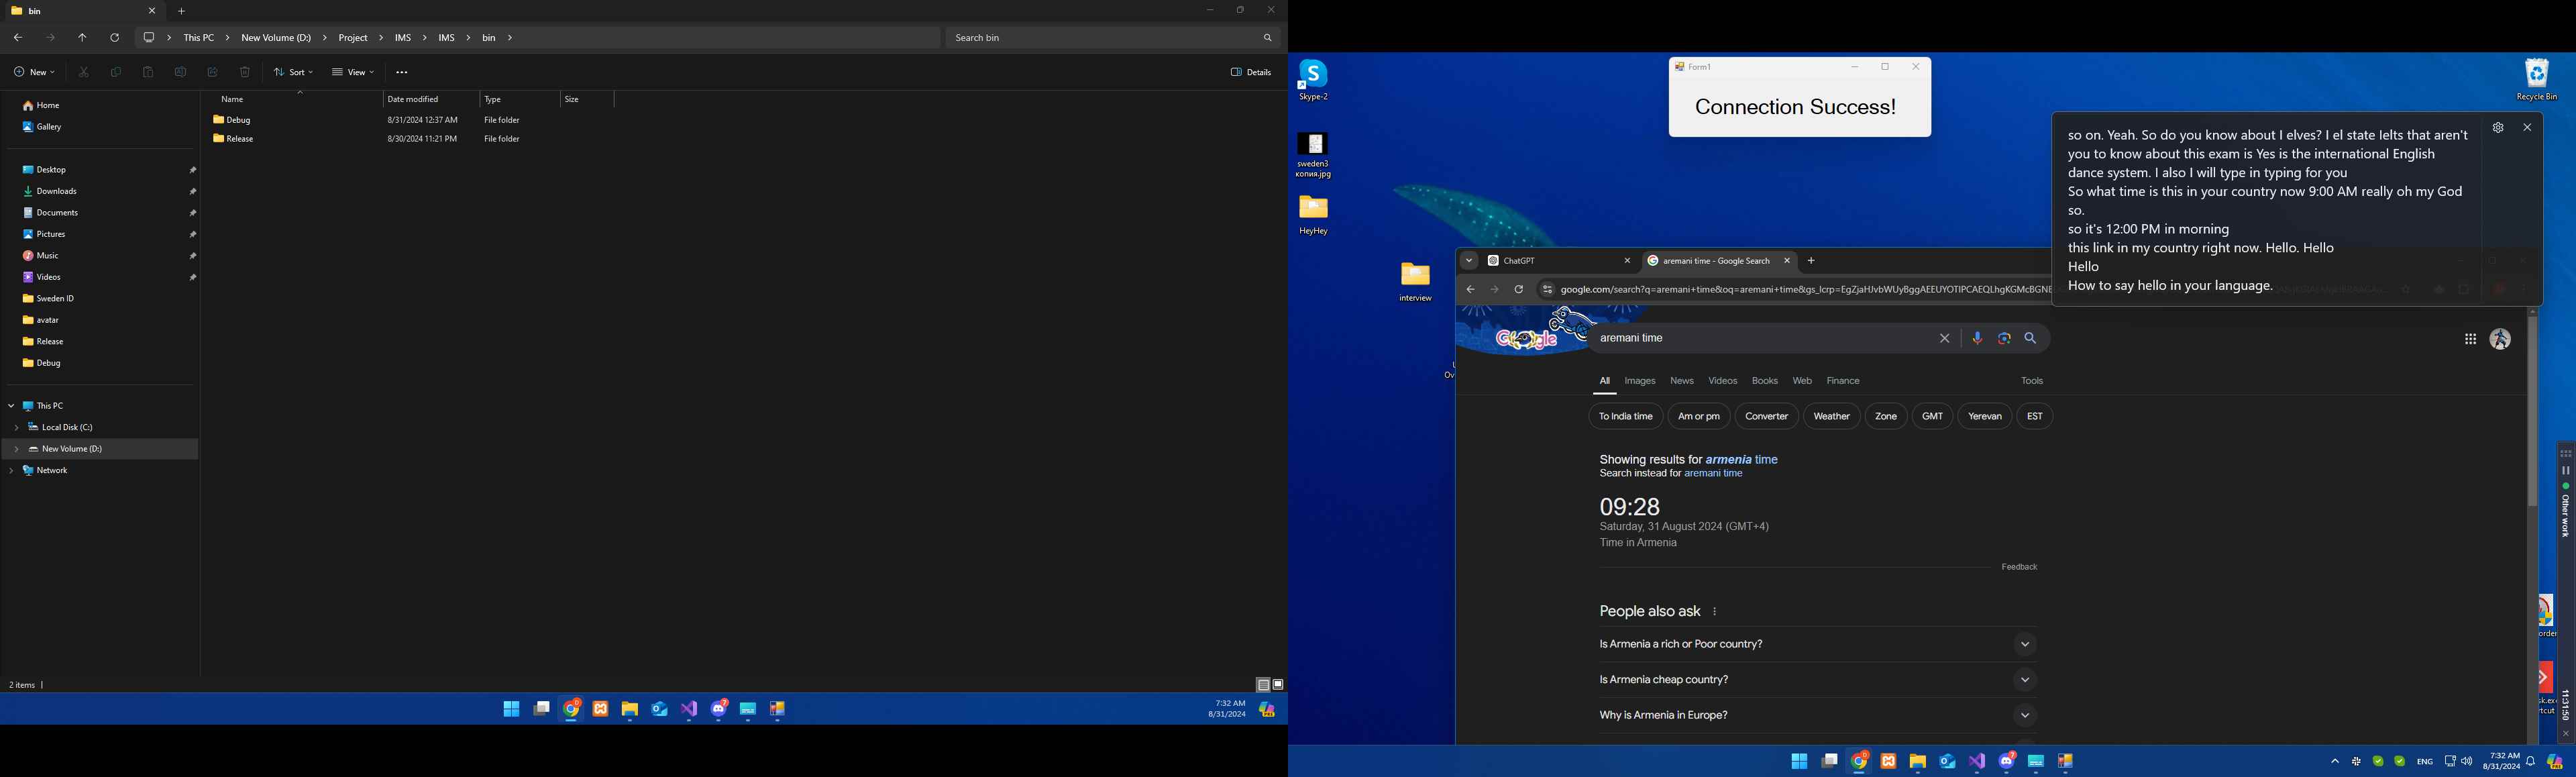 bin
This PC > New Volume (D:) > Project > IMS > IMS > bin >
Search bin
New
Sort
View
Details
Name
Date modified
Type
Size
Debug
8/31/2024 12:37 AM
File folder
Release
8/30/2024 11:21 PM
File folder
Home
Gallery
Desktop
Downloads
Documents
Pictures
Music
Videos
Sweden ID
avatar
Release
Debug
This PC
Local Disk (C:)
New Volume (D:)
Network
2 items
7:32 AM
8/31/2024
Skype-2
sweden3
копия.jpg
HeyHey
interview
Form1
Connection Success!
Recycle Bin
so on. Yeah. So do you know about I elves? I el state lelts that aren't
you to know about this exam is Yes is the international English
dance system. I also I will type in typing for you
So what time is this in your country now 9:00 AM really oh my God
so.
so it's 12:00 PM in morning
this link in my country right now. Hello. Hello
Hello
How to say hello in your language.
ChatGPT
aremani time - Google Search
google.com/search?q=aremani+time&oq=aremani+time&gs_lcrp=EgZjaHJvbWUyBggAEEUYOTIPCAEQLhgKGMcBGNE
aremani time
All
Images
News
Videos
Books
Web
Finance
Tools
To India time
Am or pm
Converter
Weather
Zone
GMT
Yerevan
EST
Showing results for armenia time
Search instead for aremani time
09:28
Saturday, 31 August 2024 (GMT+4)
Time in Armenia
Feedback
People also ask
Is Armenia a rich or Poor country?
Is Armenia cheap country?
Why is Armenia in Europe?
Other work
11:31:50
ENG
7:32 AM
8/31/2024